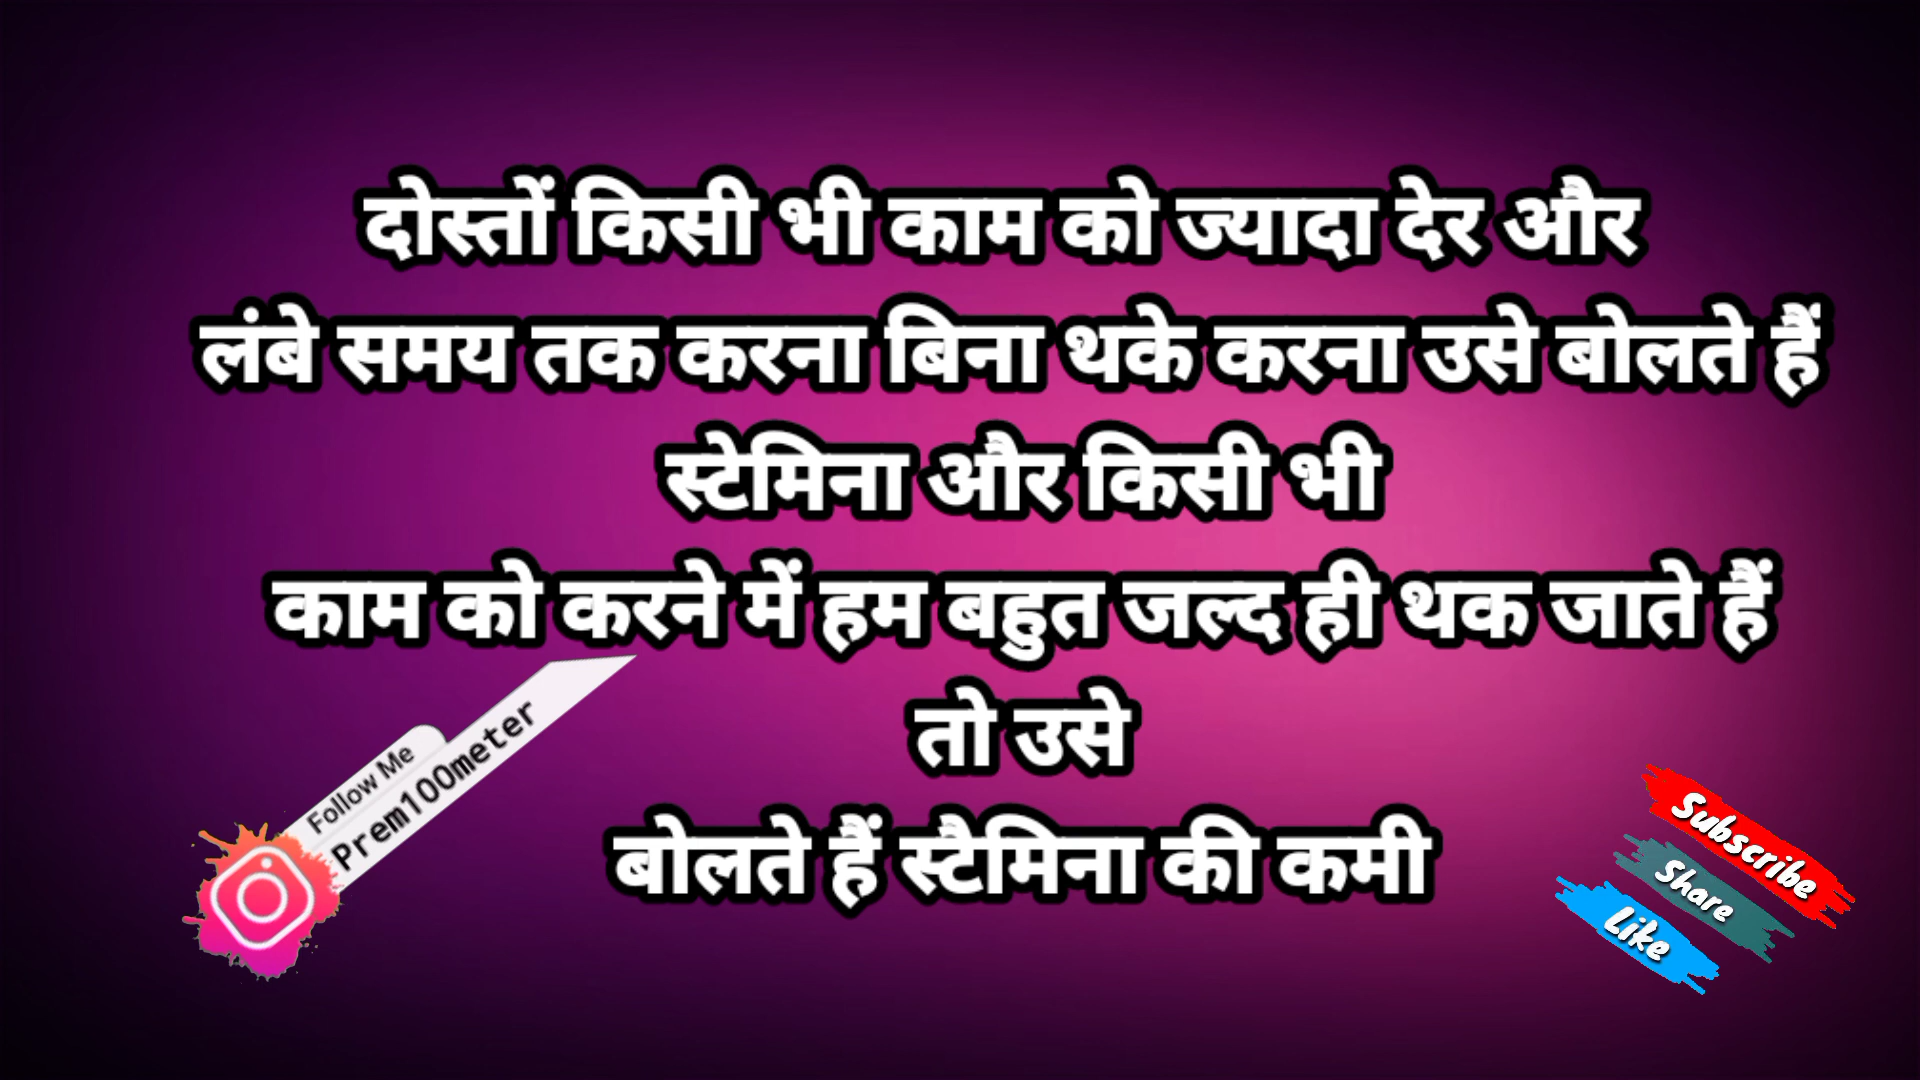 दोस्तों किसी भी काम को ज्यादा देर और
लंबे समय तक करना बिना थके करना उसे बोलते हैं
स्टेमिना और किसी भी
काम को करने में हम बहुत जल्द ही थक जाते हैं
तो उसे
बोलते हैं स्टैमिना की कमी
Follow Me
Prem100meter
Subscribe
Share
Like